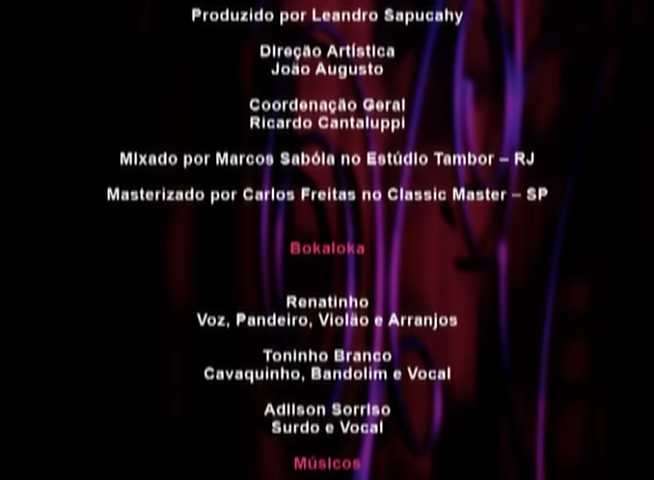 Produzido por Leandro Sapucahy
Direção Artística
João Augusto
Coordenação Geral
Ricardo Cantaluppi
Mixado por Marcos Sabóia no Estúdio Tambor – RJ
Masterizado por Carlos Freitas no Classic Master – SP
Bokaloka
Renatinho
Voz, Pandeiro, Violão e Arranjos
Toninho Branco
Cavaquinho, Bandolim e Vocal
Adilson Sorriso
Surdo e Vocal
Músicos